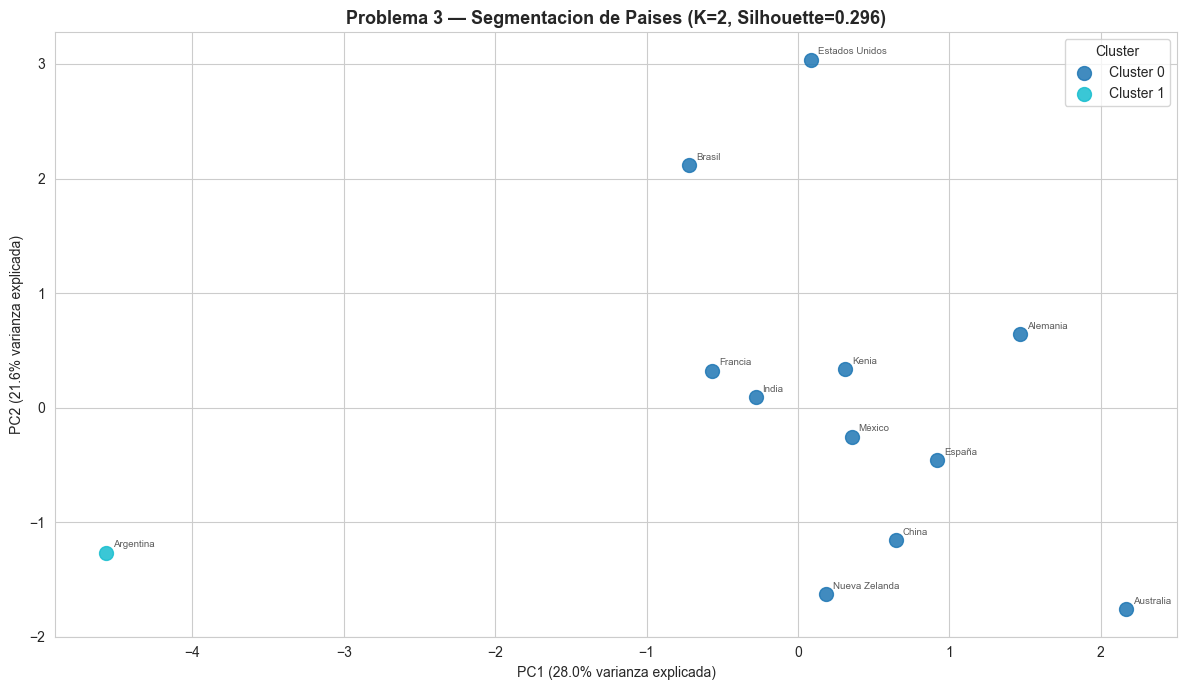 Problema 3 — Segmentacion de Paises (K=2, Silhouette=0.296)
Cluster
Cluster 0
Cluster 1
Estados Unidos
Brasil
Alemania
Francia
Kenia
India
México
España
China
Argentina
Nueva Zelanda
Australia
3
2
1
0
−1
−2
PC2 (21.6% varianza explicada)
−4
−3
−2
−1
0
1
2
PC1 (28.0% varianza explicada)